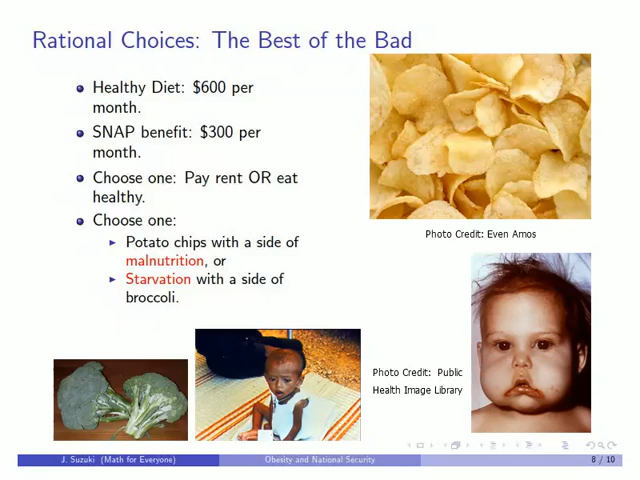 Rational Choices: The Best of the Bad
Healthy Diet: $600 per
month.
SNAP benefit: $300 per
month.
Choose one: Pay rent OR eat
healthy.
Choose one:
Potato chips with a side of
malnutrition, or
Starvation with a side of
broccoli.
Photo Credit: Even Amos
Photo Credit: Public
Health Image Library
J. Suzuki (Math for Everyone)
Obesity and National Security
8 / 10